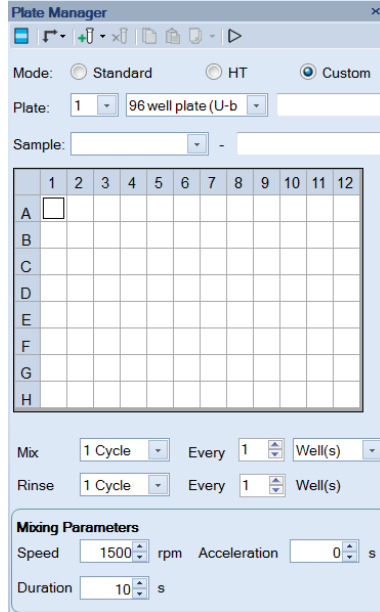 Plate Manager ×
Mode: Standard HT Custom
Plate: 1 96 well plate (U-b
Sample: -
1 2 3 4 5 6 7 8 9 10 11 12
A
B
C
D
E
F
G
H
Mix 1 Cycle Every 1 Well(s)
Rinse 1 Cycle Every 1 Well(s)
Mixing Parameters
Speed 1500 rpm Acceleration 0 s
Duration 10 s